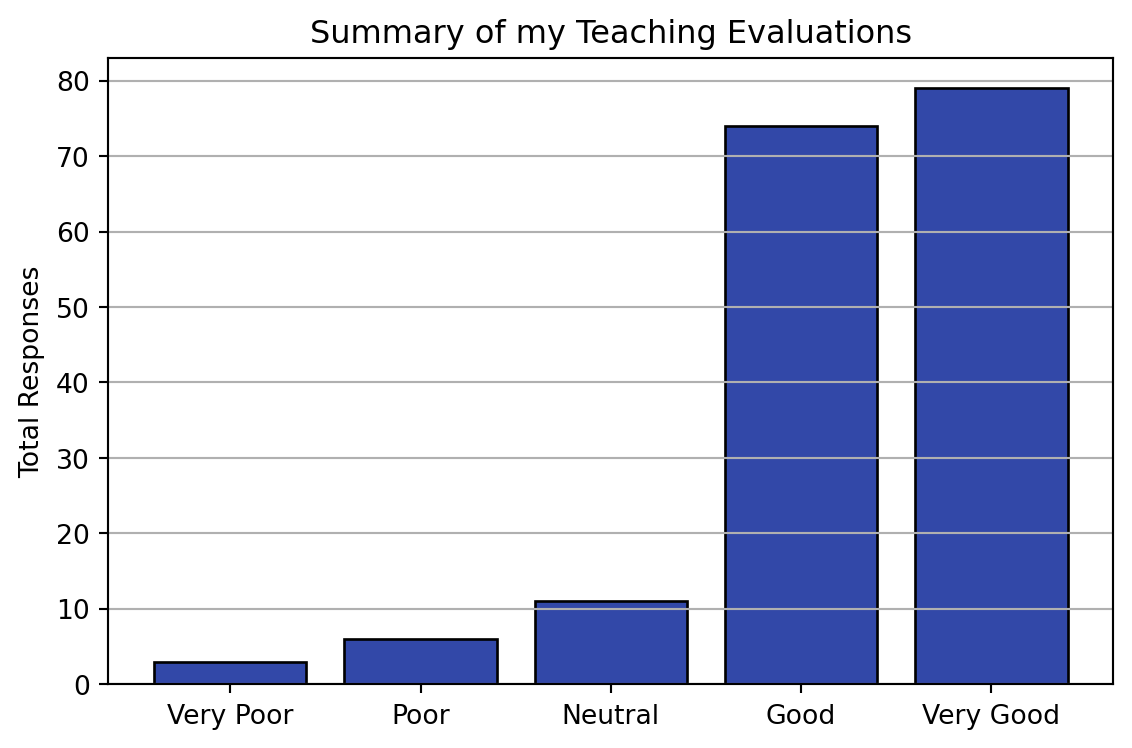 Summary of my Teaching Evaluations
Total Responses
80
70
60
50
40
30
20
10
0
Very Poor
Poor
Neutral
Good
Very Good